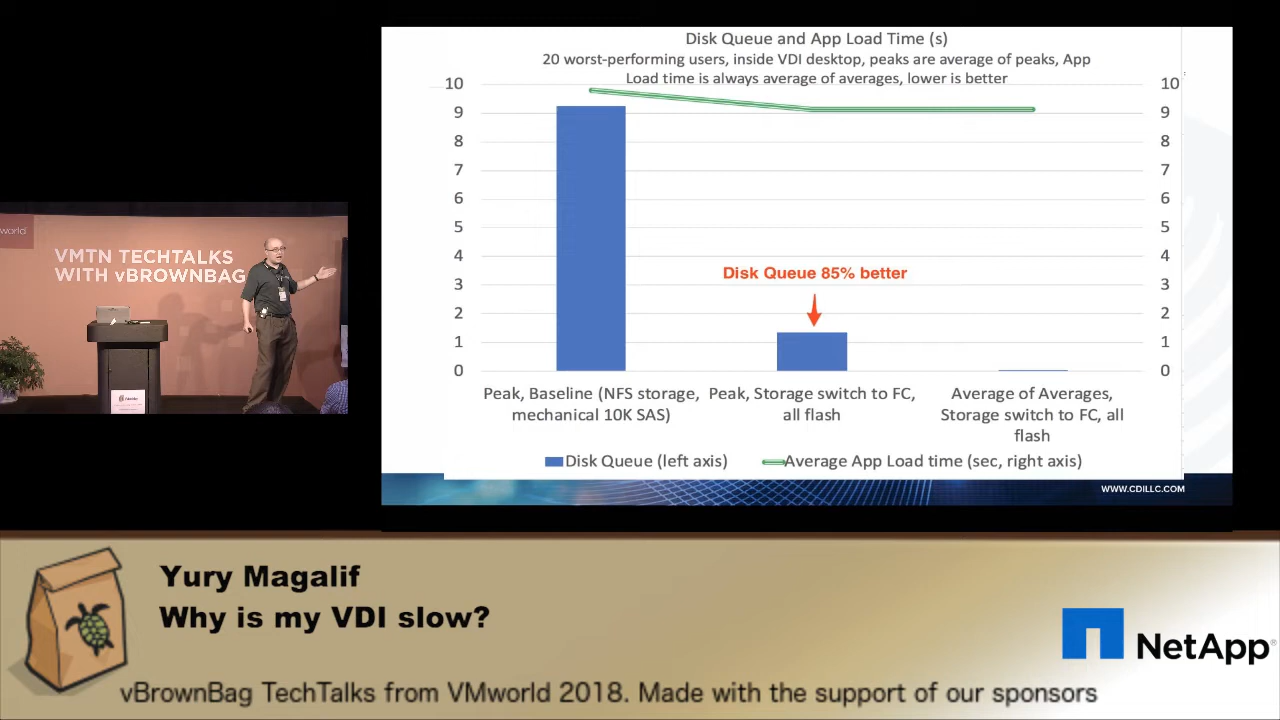 Disk Queue and App Load Time (s)
20 worst-performing users, inside VDI desktop, peaks are average of peaks, App
Load time is always average of averages, lower is better
10
9
8
7
6
5
4
3
2
1
0
10
9
8
7
6
5
4
3
2
1
0
Disk Queue 85% better
Peak, Baseline (NFS storage,
mechanical 10K SAS)
Peak, Storage switch to FC,
all flash
Average of Averages,
Storage switch to FC, all
flash
Disk Queue (left axis)
Average App Load time (sec, right axis)
WWW.CDILLC.COM
world
VMTN TECHTALKS
WITH vBROWNBAG
Yury Magalif
Why is my VDI slow?
NetApp
vBrownBag TechTalks from VMworld 2018. Made with the support of our sponsors